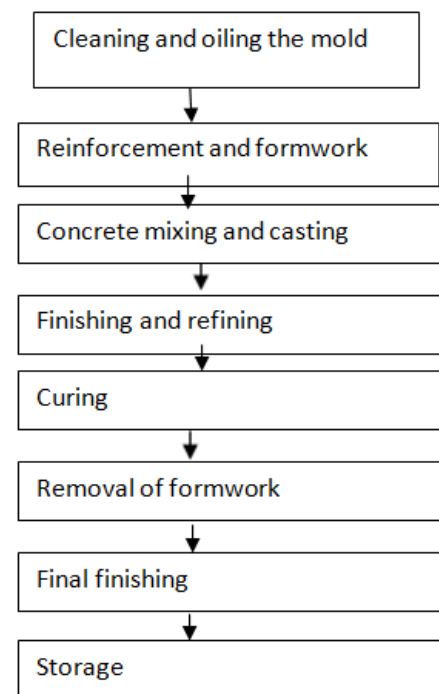 Cleaning and oiling the mold
Reinforcement and formwork
Concrete mixing and casting
Finishing and refining
Curing
Removal of formwork
Final finishing
Storage